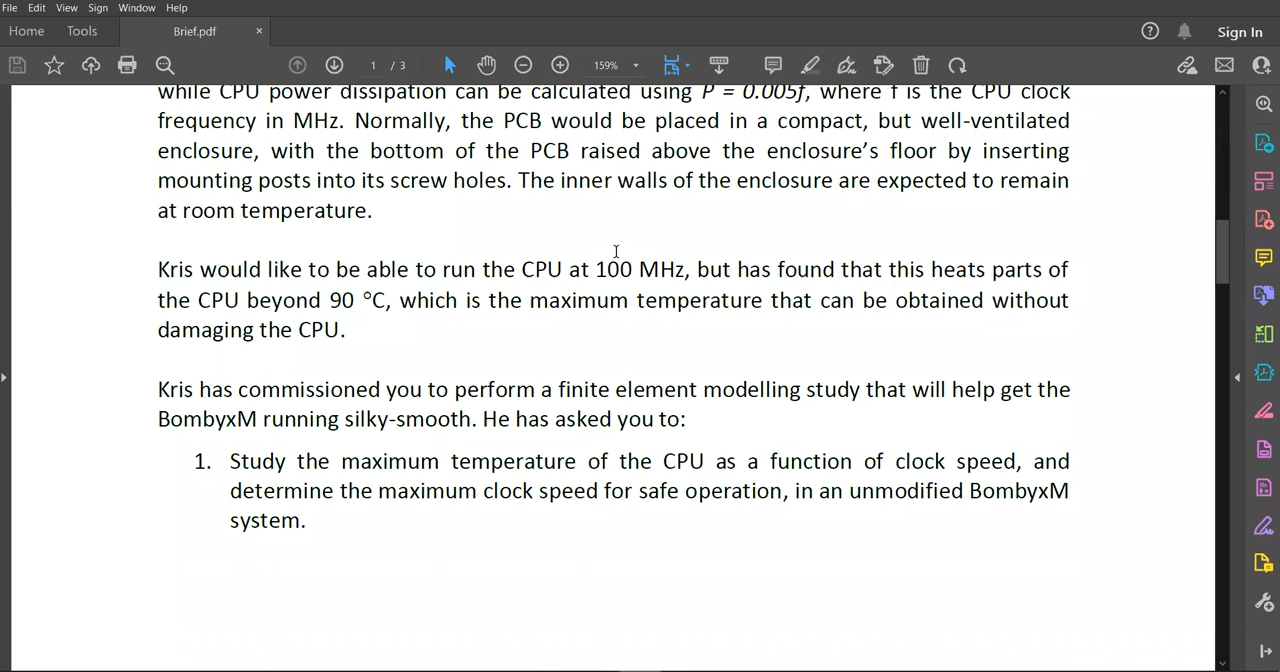 File Edit View Sign Window Help
Home Tools Brief.pdf × Sign In
1 / 3 159%
while CPU power dissipation can be calculated using P = 0.005f, where f is the CPU clock
frequency in MHz. Normally, the PCB would be placed in a compact, but well-ventilated
enclosure, with the bottom of the PCB raised above the enclosure’s floor by inserting
mounting posts into its screw holes. The inner walls of the enclosure are expected to remain
at room temperature.
Kris would like to be able to run the CPU at 100 MHz, but has found that this heats parts of
the CPU beyond 90 °C, which is the maximum temperature that can be obtained without
damaging the CPU.
Kris has commissioned you to perform a finite element modelling study that will help get the
BombyxM running silky-smooth. He has asked you to:
1. Study the maximum temperature of the CPU as a function of clock speed, and
determine the maximum clock speed for safe operation, in an unmodified BombyxM
system.